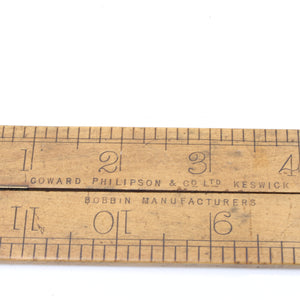 1 2 3 4
COWARD PHILIPSON & CO LTD KESWICK
BOBBIN MANUFACTURERS
11 10 9